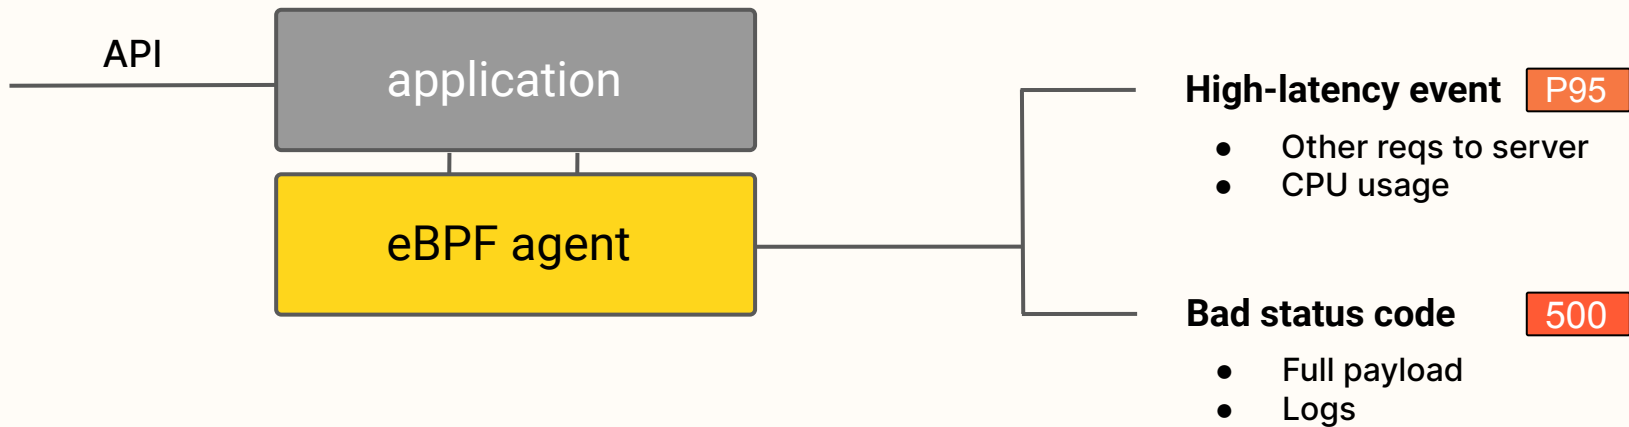 API
application
eBPF agent
High-latency event P95
● Other reqs to server
● CPU usage
Bad status code 500
● Full payload
● Logs